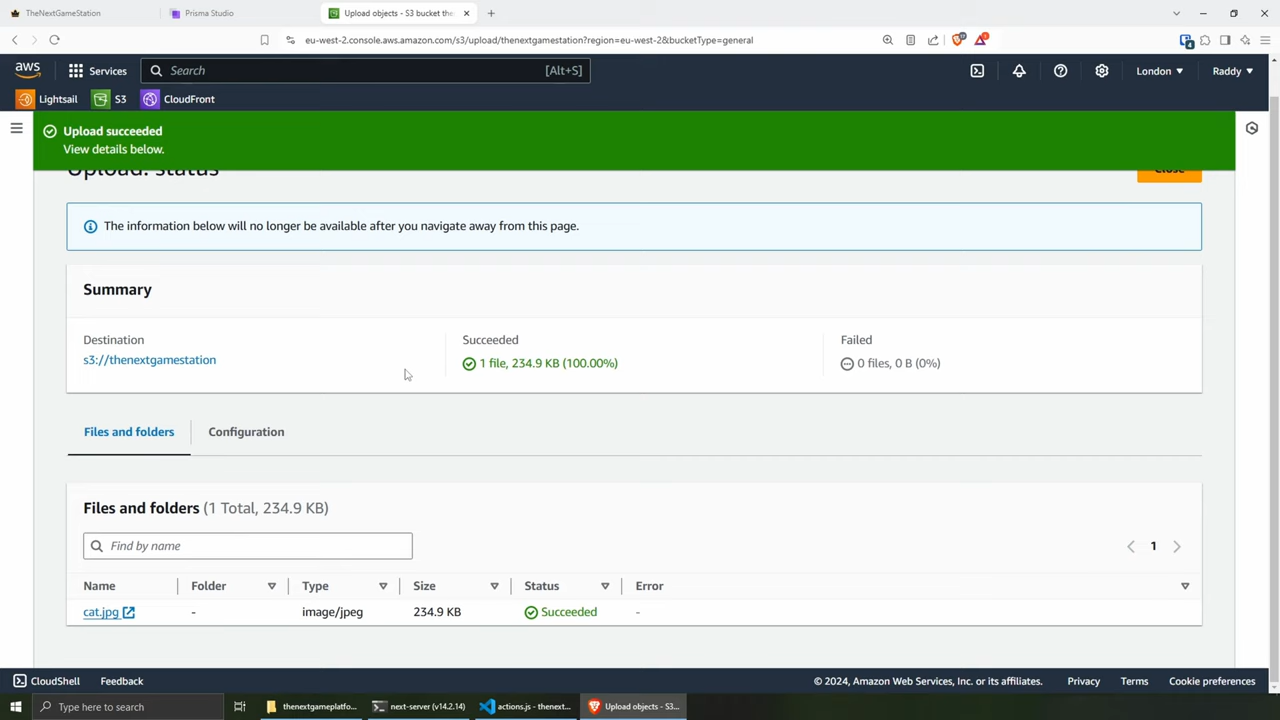 TheNextGameStation
Prisma Studio
Upload objects - S3 bucket the
eu-west-2.console.aws.amazon.com/s3/upload/thenextgamestation?region=eu-west-2&bucketType=general
aws
Services
Search
[Alt+S]
London
Raddy
Lightsail
S3
CloudFront
Upload succeeded
View details below.
Upload: status
Close
The information below will no longer be available after you navigate away from this page.
Summary
Destination
Succeeded
Failed
s3://thenextgamestation
1 file, 234.9 KB (100.00%)
0 files, 0 B (0%)
Files and folders
Configuration
Files and folders (1 Total, 234.9 KB)
Find by name
1
Name Folder Type Size Status Error
cat.jpg - image/jpeg 234.9 KB Succeeded -
CloudShell
Feedback
© 2024, Amazon Web Services, Inc. or its affiliates.
Privacy
Terms
Cookie preferences
Type here to search
thenextgameplatfo...
next-server (v14.2.14)
actions.js - thenext...
Upload objects - S3...